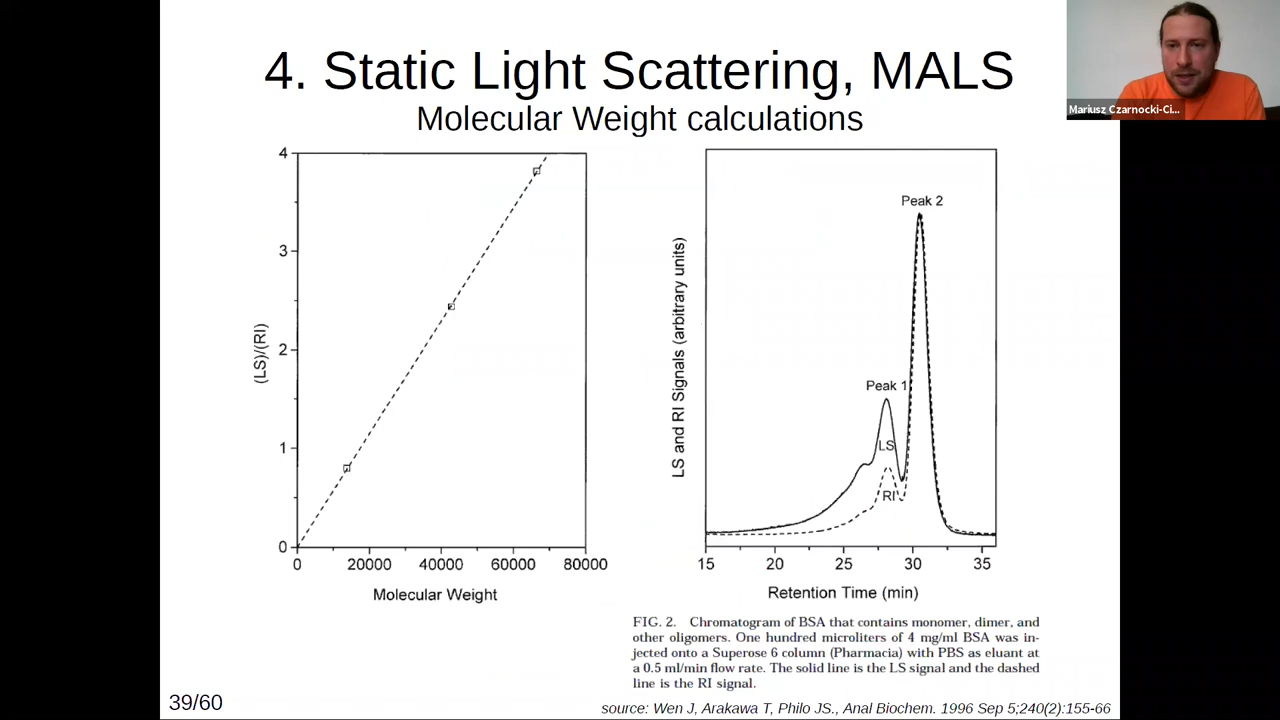 4. Static Light Scattering, MALS
Molecular Weight calculations
Mariusz Czarnocki-Ci...
4
3
2
1
0
(LS)/(RI)
0 20000 40000 60000 80000
Molecular Weight
LS and RI Signals (arbitrary units)
Peak 2
Peak 1
LS
RI
15 20 25 30 35
Retention Time (min)
FIG. 2. Chromatogram of BSA that contains monomer, dimer, and
other oligomers. One hundred microliters of 4 mg/ml BSA was in-
jected onto a Superose 6 column (Pharmacia) with PBS as eluant at
a 0.5 ml/min flow rate. The solid line is the LS signal and the dashed
line is the RI signal.
39/60
source: Wen J, Arakawa T, Philo JS., Anal Biochem. 1996 Sep 5;240(2):155-66